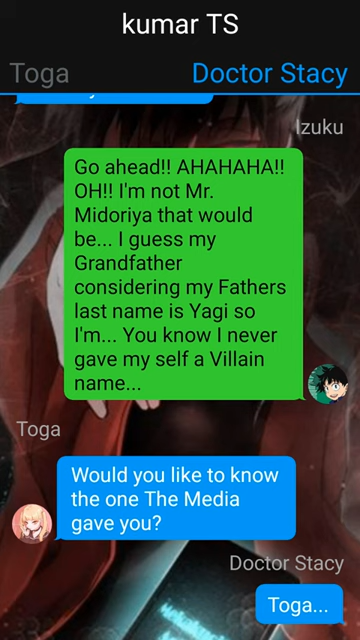 kumar TS
Toga
Doctor Stacy
Izuku
Go ahead!! AHAHAHA!!
OH!! I'm not Mr.
Midoriya that would
be... I guess my
Grandfather
considering my Fathers
last name is Yagi so
I'm... You know I never
gave my self a Villain
name...
Toga
Would you like to know
the one The Media
gave you?
Doctor Stacy
Toga...